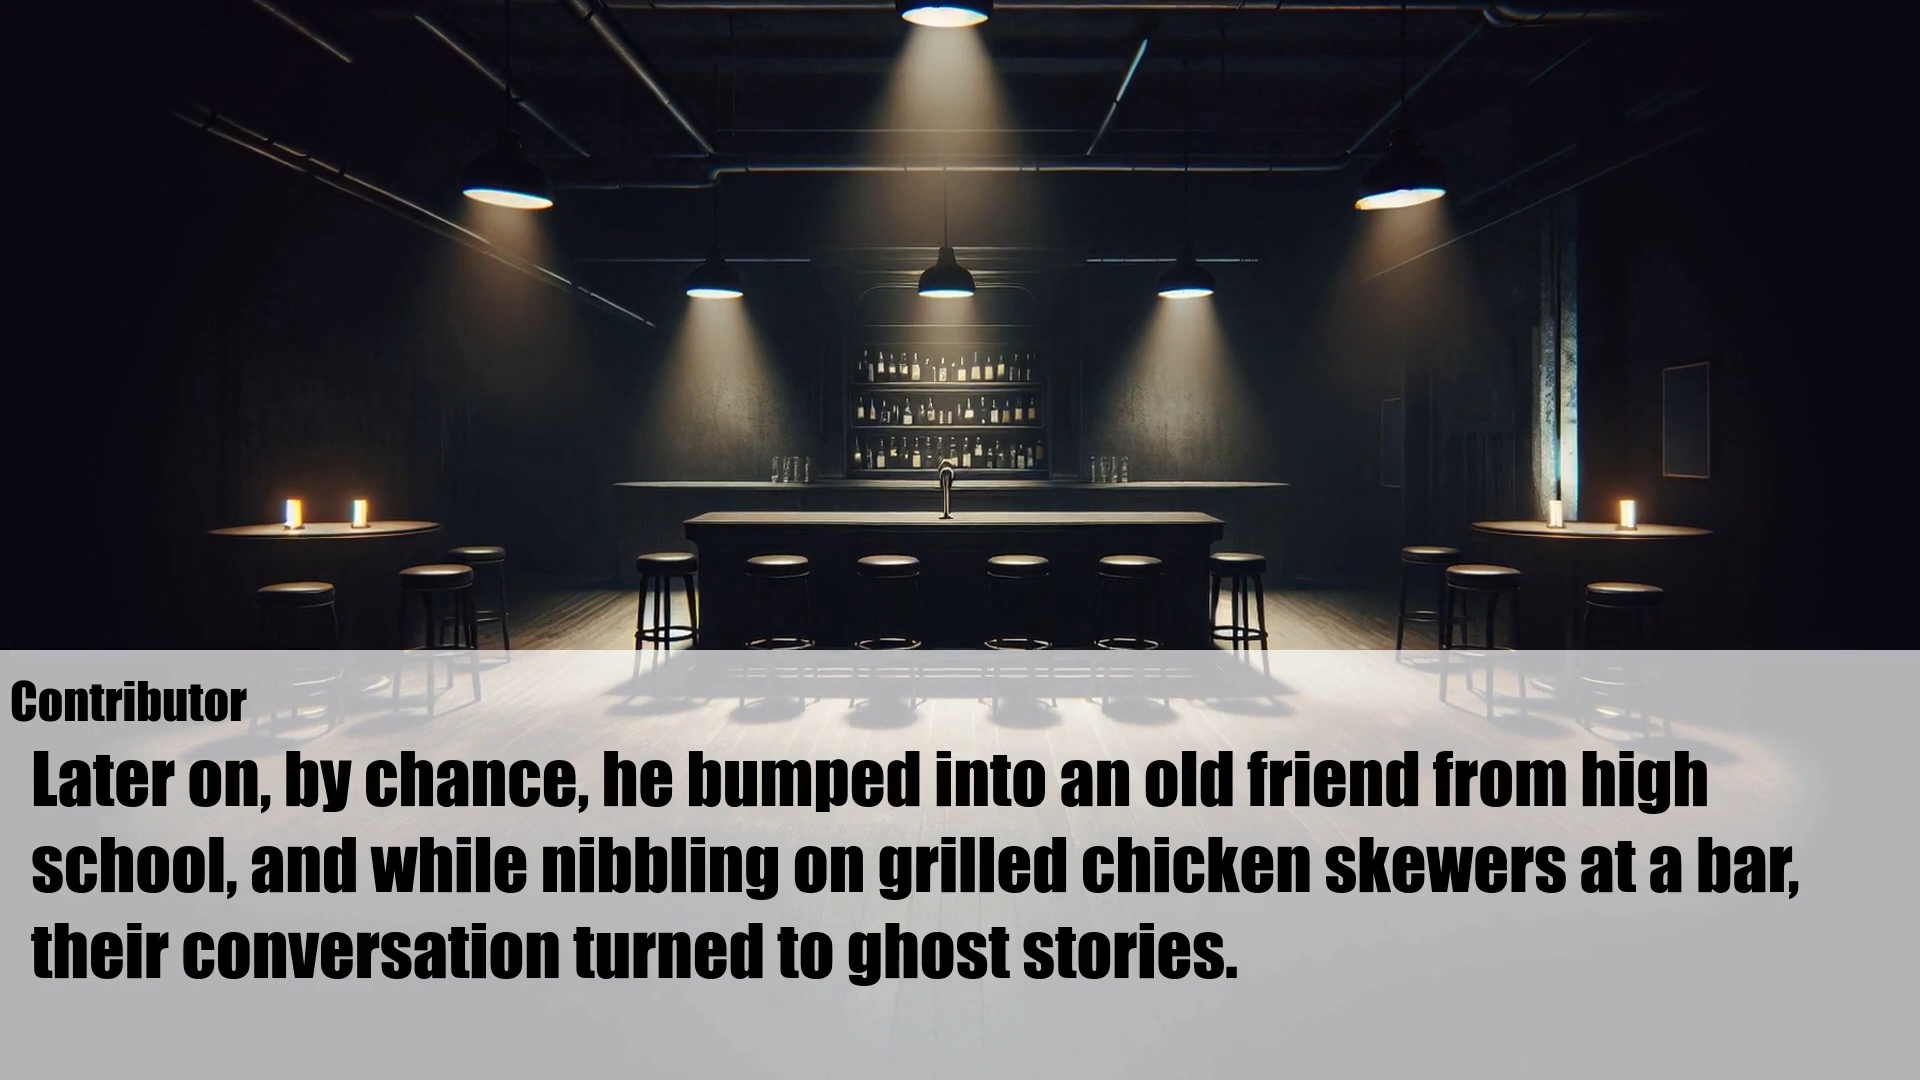 Contributor
Later on, by chance, he bumped into an old friend from high
school, and while nibbling on grilled chicken skewers at a bar,
their conversation turned to ghost stories.